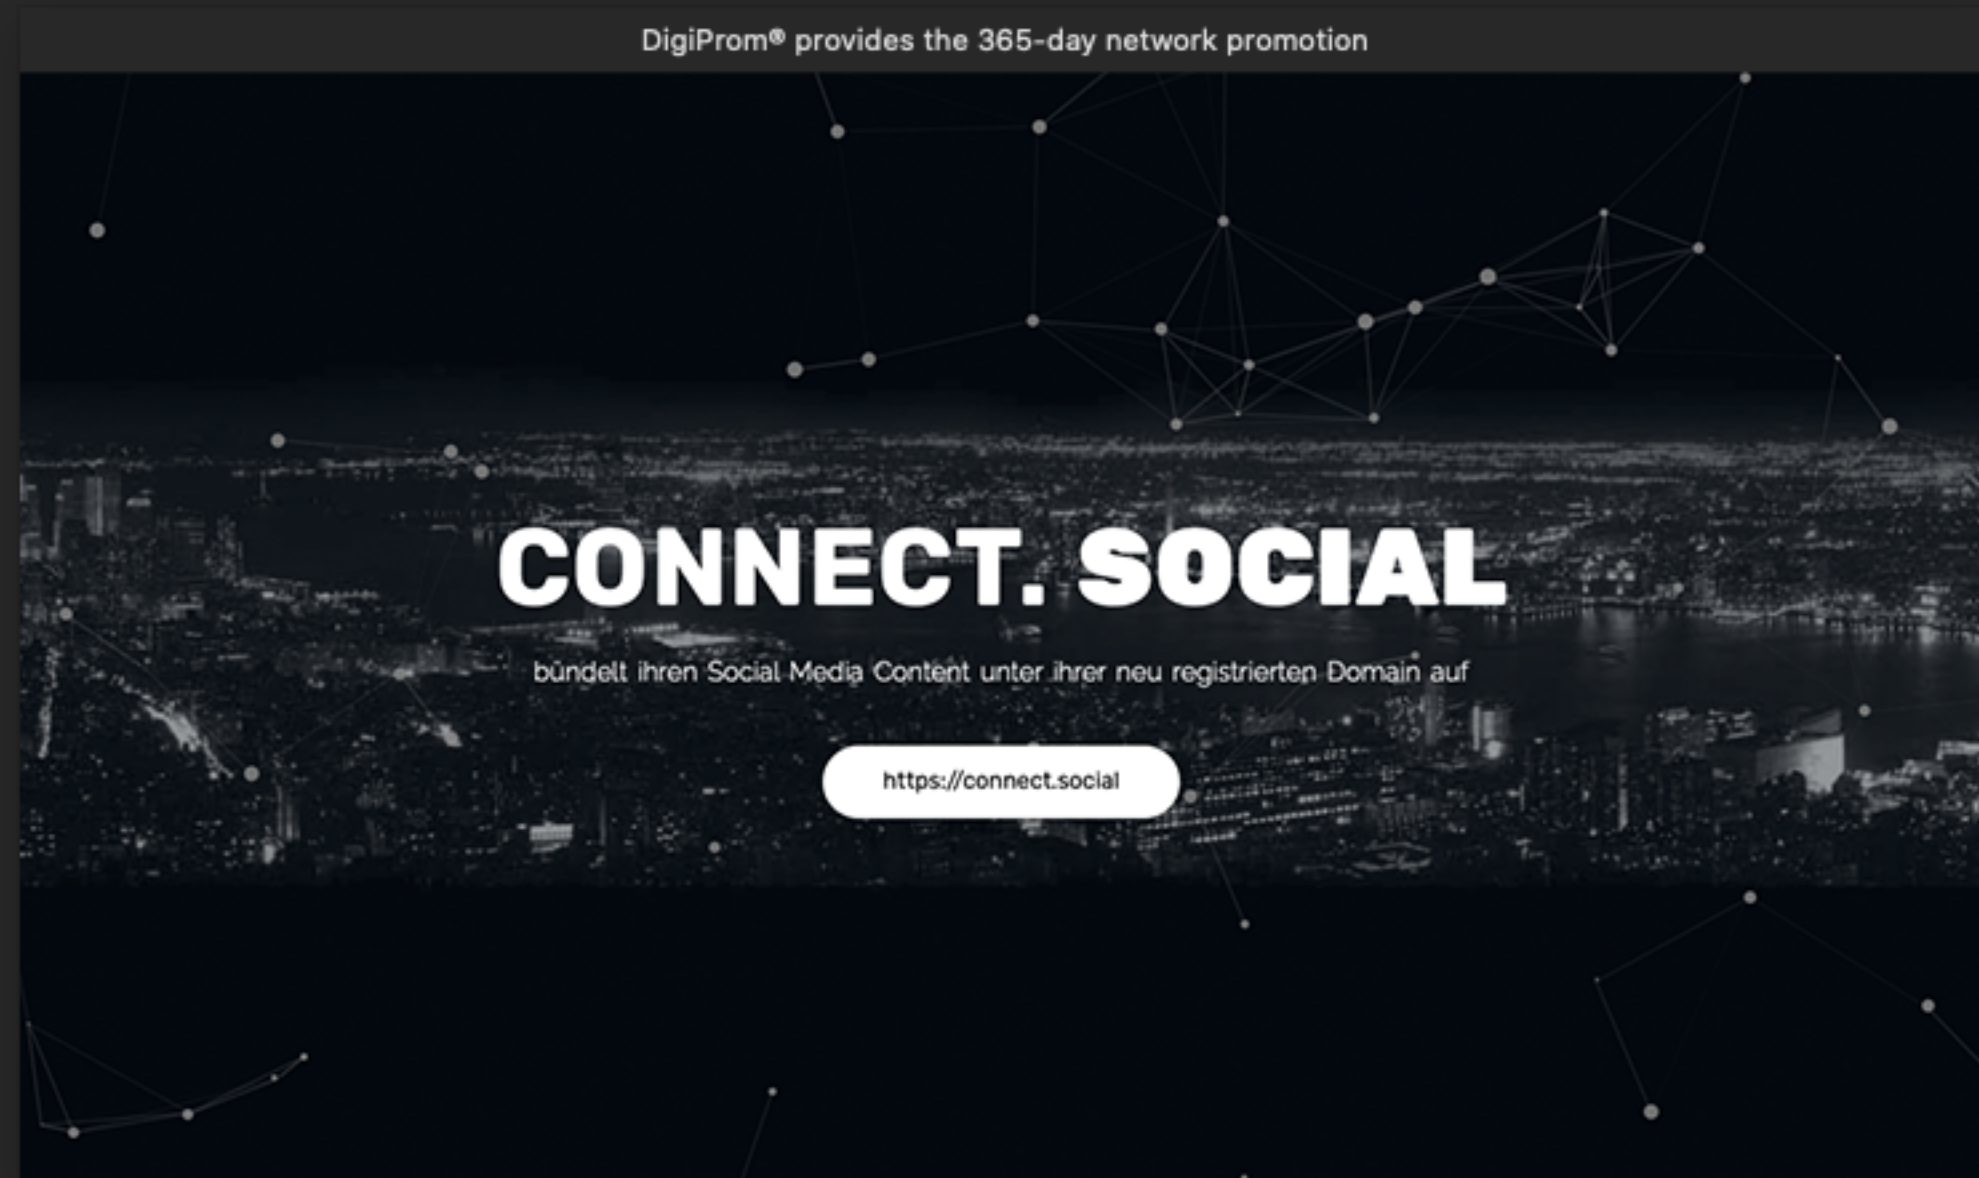 DigiProm® provides the 365-day network promotion
CONNECT. SOCIAL
bündelt ihren Social Media Content unter ihrer neu registrierten Domain auf
https://connect.social